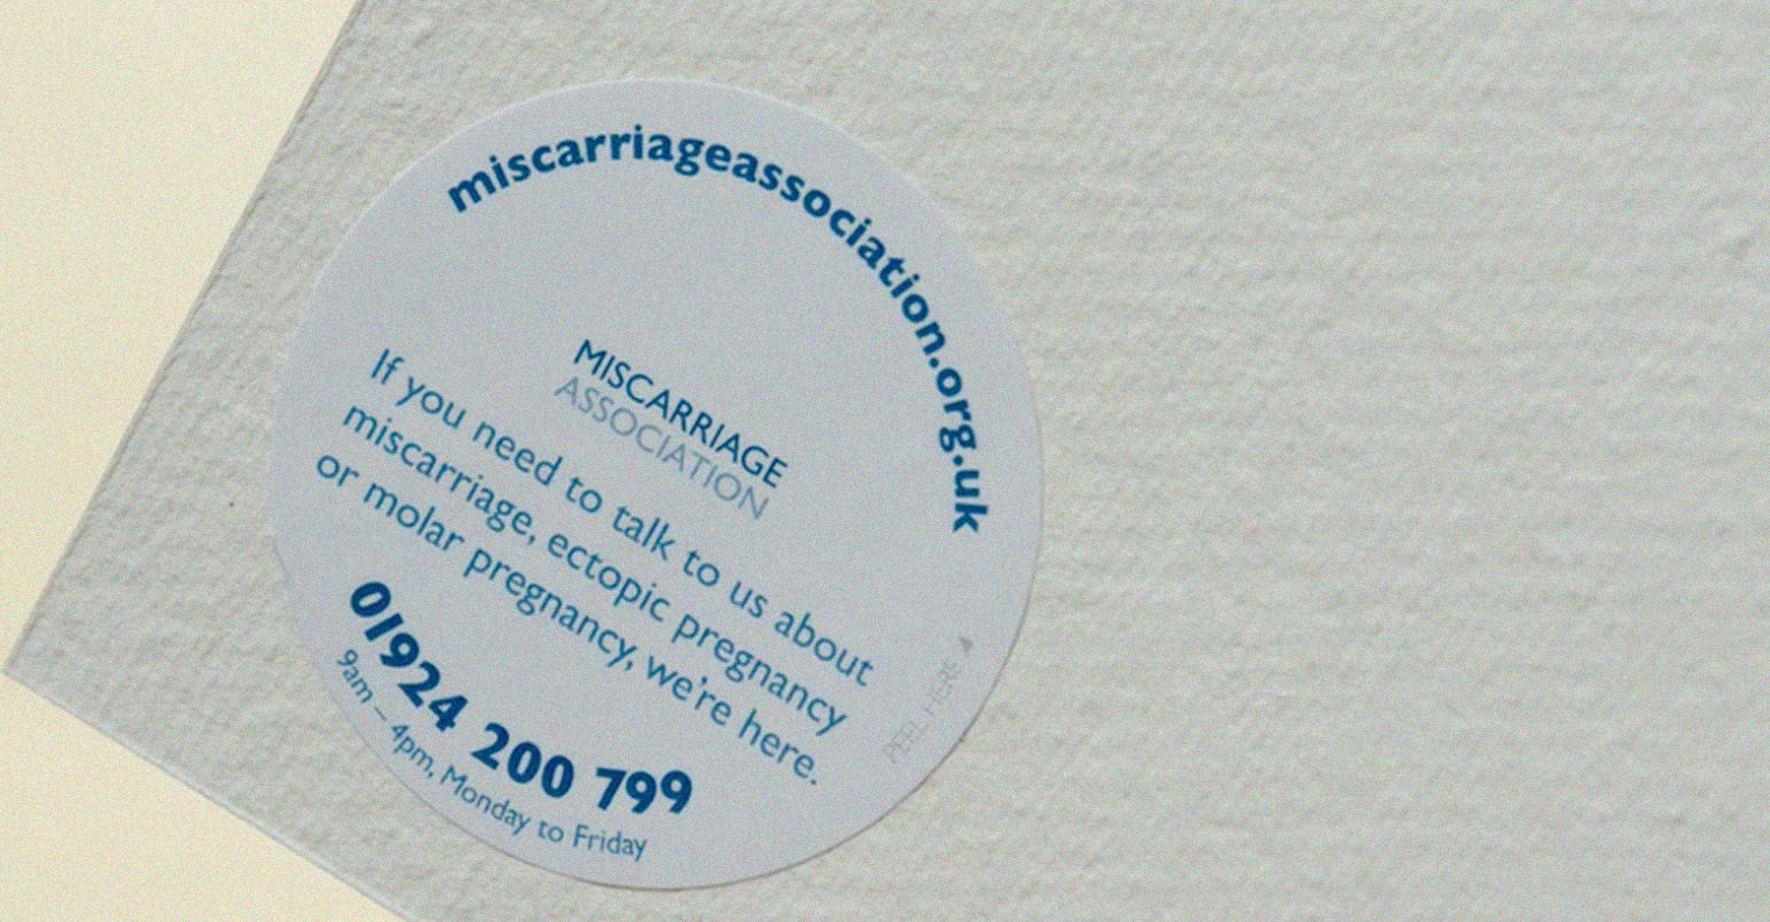 miscarriageassociation.org.uk
MISCARRIAGE
ASSOCIATION
If you need to talk to us about
miscarriage, ectopic pregnancy
or molar pregnancy, we're here.
01924 200 799
9am – 4pm, Monday to Friday
PEEL HERE